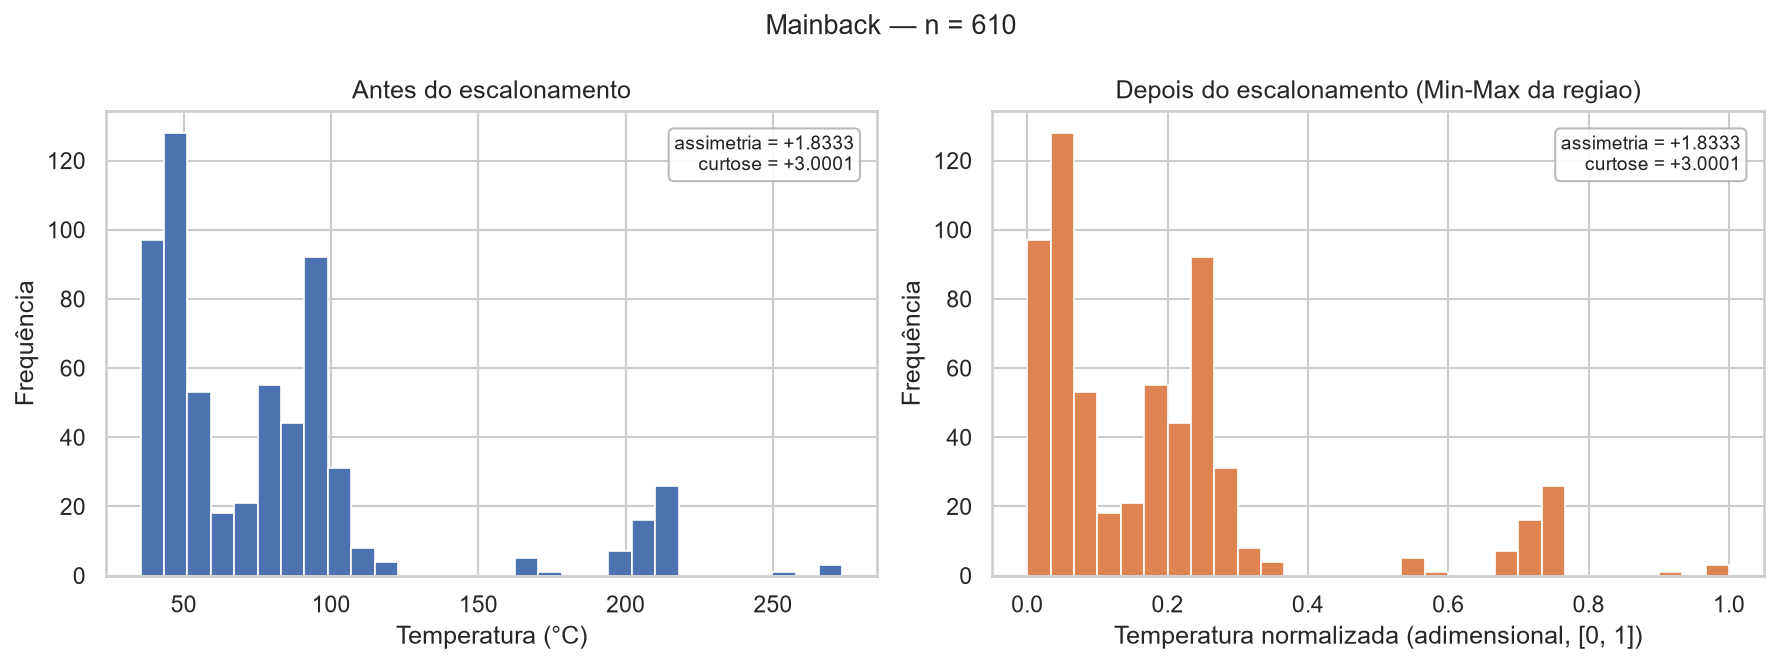 Mainback — n = 610
Antes do escalonamento
assimetria = +1.8333
curtose = +3.0001
Frequência
120
100
80
60
40
20
0
50
100
150
200
250
Temperatura (°C)
Depois do escalonamento (Min-Max da regiao)
assimetria = +1.8333
curtose = +3.0001
Frequência
120
100
80
60
40
20
0
0.0
0.2
0.4
0.6
0.8
1.0
Temperatura normalizada (adimensional, [0, 1])